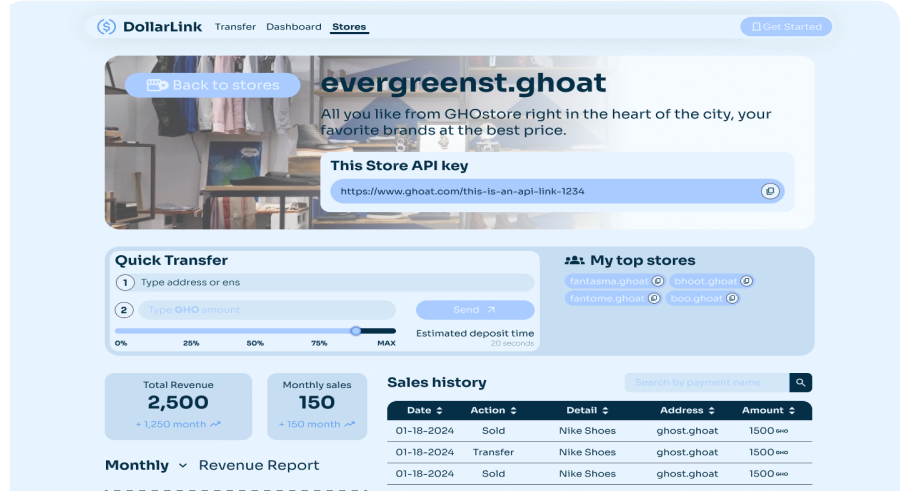 DollarLink Transfer Dashboard Stores
Get Started
Back to stores
evergreenst.ghoat
All you like from GHOstore right in the heart of the city, your
favorite brands at the best price.
This Store API key
https://www.ghoat.com/this-is-an-api-link-1234
Quick Transfer
1 Type address or ens
2 Type GHO amount
Send
Estimated deposit time
20 seconds
0% 25% 50% 75% MAX
My top stores
fantasma.ghoat bhoot.ghoat
fantome.ghoat boo.ghoat
Total Revenue
2,500
+ 1,250 month
Monthly sales
150
+ 150 month
Monthly Revenue Report
Sales history
Search by payment name
Date Action Detail Address Amount
01-18-2024 Sold Nike Shoes ghost.ghoat 1500 GHO
01-18-2024 Transfer Nike Shoes ghost.ghoat 1500 GHO
01-18-2024 Sold Nike Shoes ghost.ghoat 1500 GHO